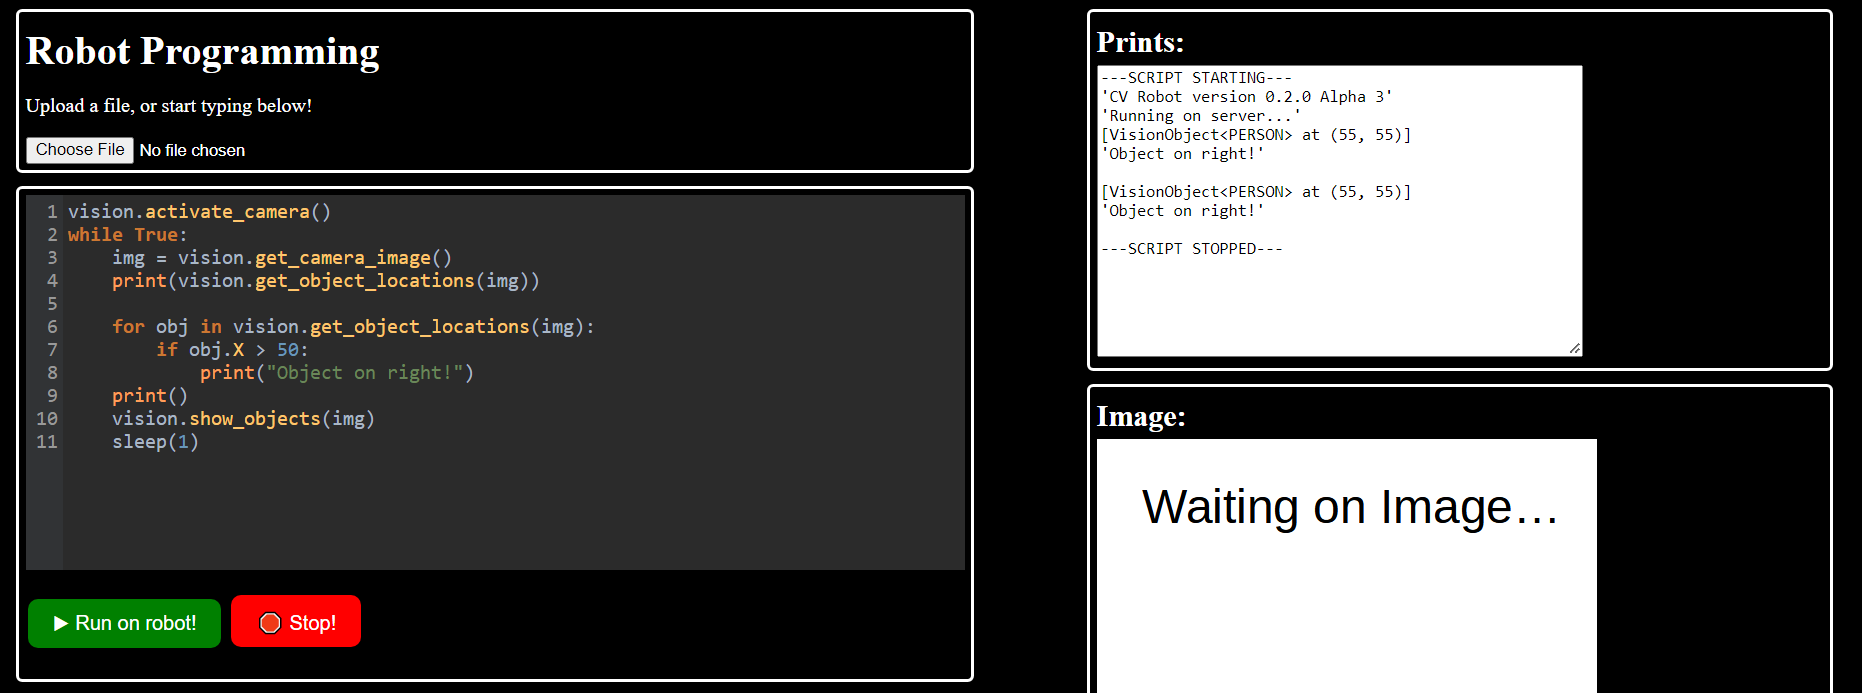 Robot Programming
Upload a file, or start typing below!
Choose File No file chosen
1 vision.activate_camera()
2 while True:
3     img = vision.get_camera_image()
4     print(vision.get_object_locations(img))
5
6     for obj in vision.get_object_locations(img):
7         if obj.X > 50:
8             print("Object on right!")
9     print()
10     vision.show_objects(img)
11     sleep(1)
▶ Run on robot! 🛑 Stop!
Prints:
---SCRIPT STARTING---
'CV Robot version 0.2.0 Alpha 3'
'Running on server...'
[VisionObject<PERSON> at (55, 55)]
'Object on right!'

[VisionObject<PERSON> at (55, 55)]
'Object on right!'

---SCRIPT STOPPED---
Image:
Waiting on Image...